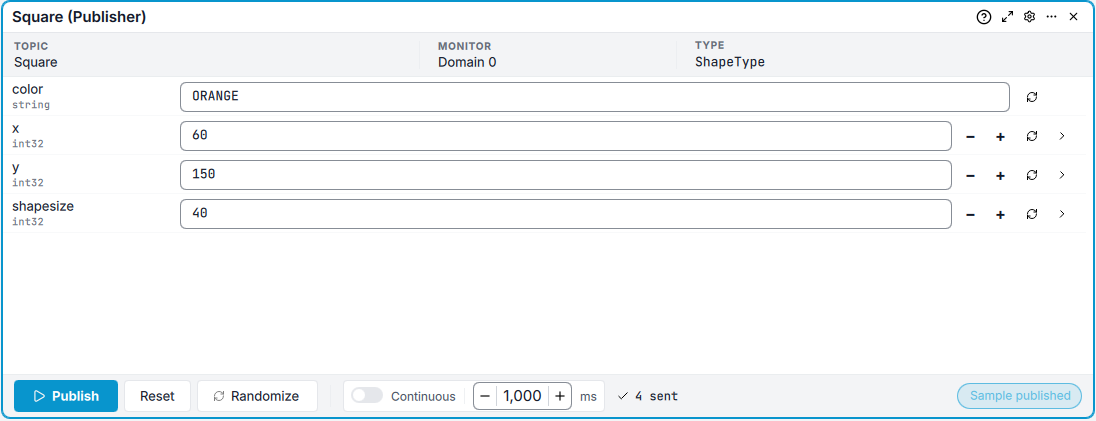 Square (Publisher)
TOPIC MONITOR TYPE
Square Domain 0 ShapeType
color
string
ORANGE
x
int32
60
y
int32
150
shapesize
int32
40
Publish Reset Randomize Continuous − 1,000 + ms ✓ 4 sent Sample published